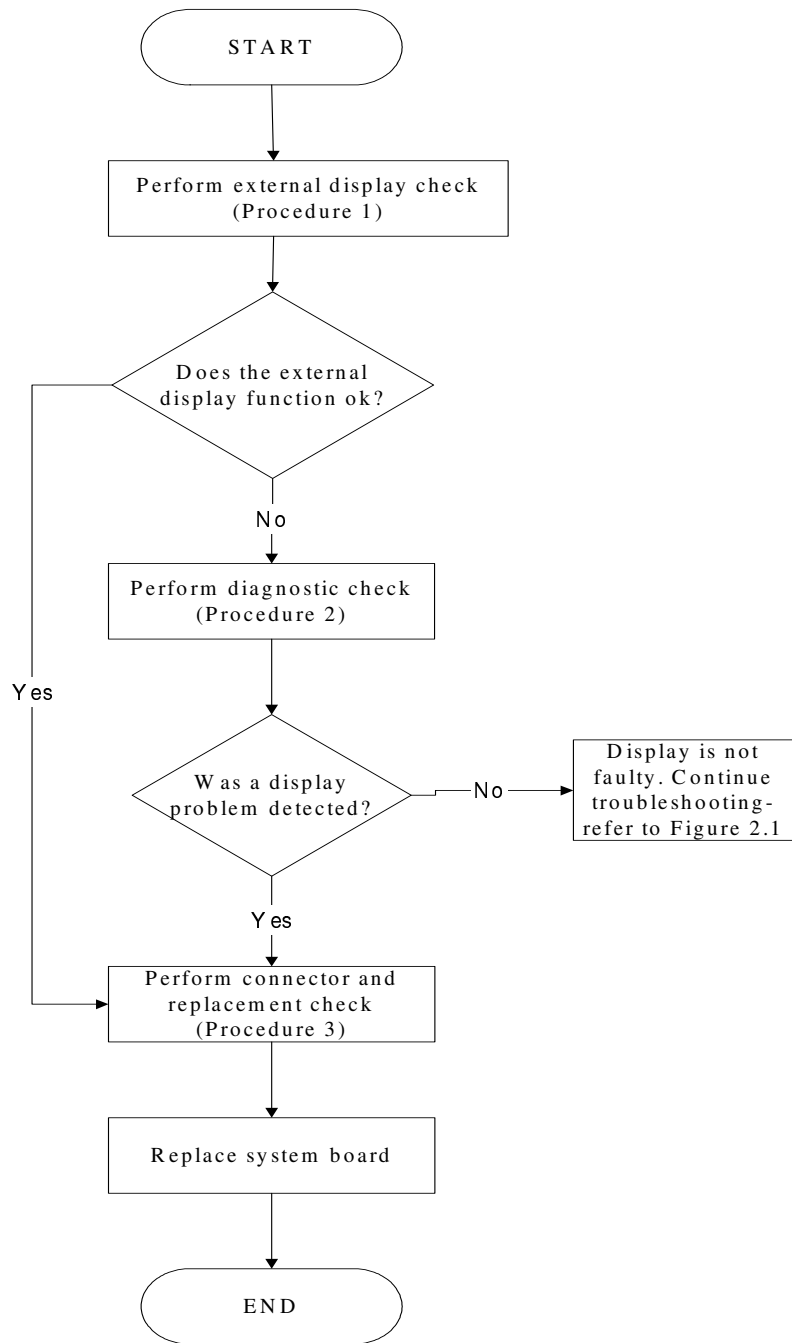 START
Perform external display check
(Procedure 1)
Does the external
display function ok?
No
Perform diagnostic check
(Procedure 2)
Yes
Was a display
problem detected?
No
Display is not
faulty. Continue
troubleshooting-
refer to Figure 2.1
Yes
Perform connector and
replacement check
(Procedure 3)
Replace system board
END